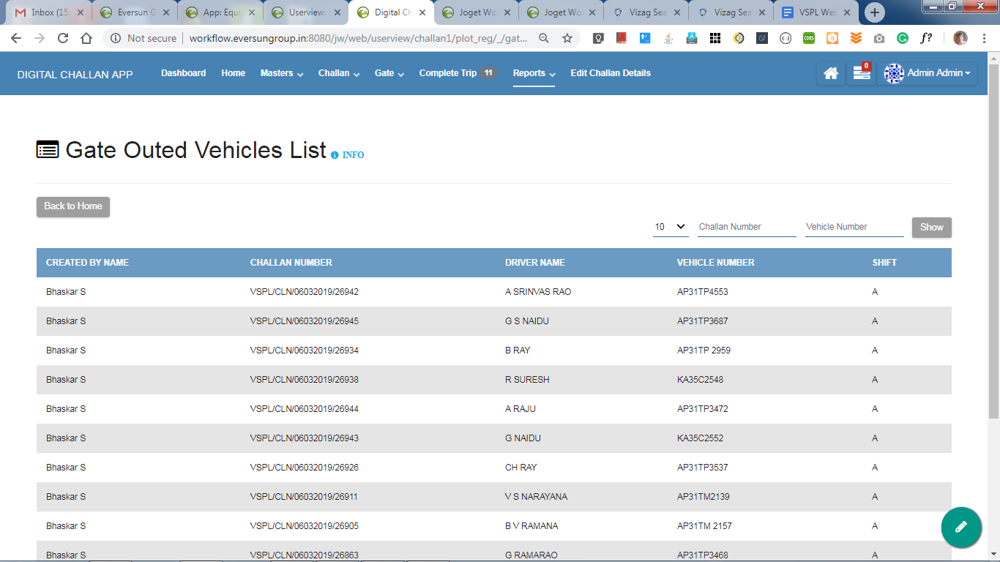 Inbox (15
Eversun G
App: Equi
Userview:
Digital Ch
Joget Wo
Joget Wo
Vizag Sea
Vizag Sea
VSPL Web
Not secure workflow.eversungroup.in:8080/jw/web/userview/challan1/plot_reg/_/gat...
CORS
f?
DIGITAL CHALLAN APP
Dashboard
Home
Masters
Challan
Gate
Complete Trip 11
Reports
Edit Challan Details
0
Admin Admin
Gate Outed Vehicles List INFO
Back to Home
10 Challan Number Vehicle Number Show
CREATED BY NAME CHALLAN NUMBER DRIVER NAME VEHICLE NUMBER SHIFT
Bhaskar S VSPL/CLN/06032019/26942 A SRINVAS RAO AP31TP4553 A
Bhaskar S VSPL/CLN/06032019/26945 G S NAIDU AP31TP3687 A
Bhaskar S VSPL/CLN/06032019/26934 B RAY AP31TP 2959 A
Bhaskar S VSPL/CLN/06032019/26938 R SURESH KA35C2548 A
Bhaskar S VSPL/CLN/06032019/26944 A RAJU AP31TP3472 A
Bhaskar S VSPL/CLN/06032019/26943 G NAIDU KA35C2552 A
Bhaskar S VSPL/CLN/06032019/26926 CH RAY AP31TP3537 A
Bhaskar S VSPL/CLN/06032019/26911 V S NARAYANA AP31TM2139 A
Bhaskar S VSPL/CLN/06032019/26905 B V RAMANA AP31TM 2157 A
Bhaskar S VSPL/CLN/06032019/26863 G RAMARAO AP31TP3468 A